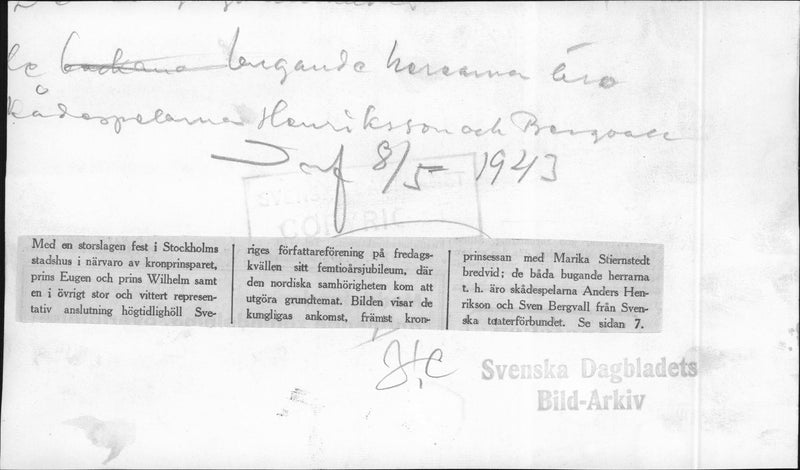 de bugande herrarna äro
skådespelarna Henriksson och Bergvall
8/5 1943
Med en storslagen fest i Stockholms
stadshus i närvaro av kronprinsparet,
prins Eugen och prins Wilhelm samt
en i övrigt stor och vittert represen-
tativ anslutning högtidlighöll Sve-
riges författareförening på fredags-
kvällen sitt femtioårsjubileum, där
den nordiska samhörigheten kom att
utgöra grundtemat. Bilden visar de
kungligas ankomst, främst kron-
prinsessan med Marika Stiernstedt
bredvid; de båda bugande herrarna
t. h. äro skådespelarna Anders Hen-
rikson och Sven Bergvall från Sven-
ska teaterförbundet. Se sidan 7.
Svenska Dagbladets
Bild-Arkiv